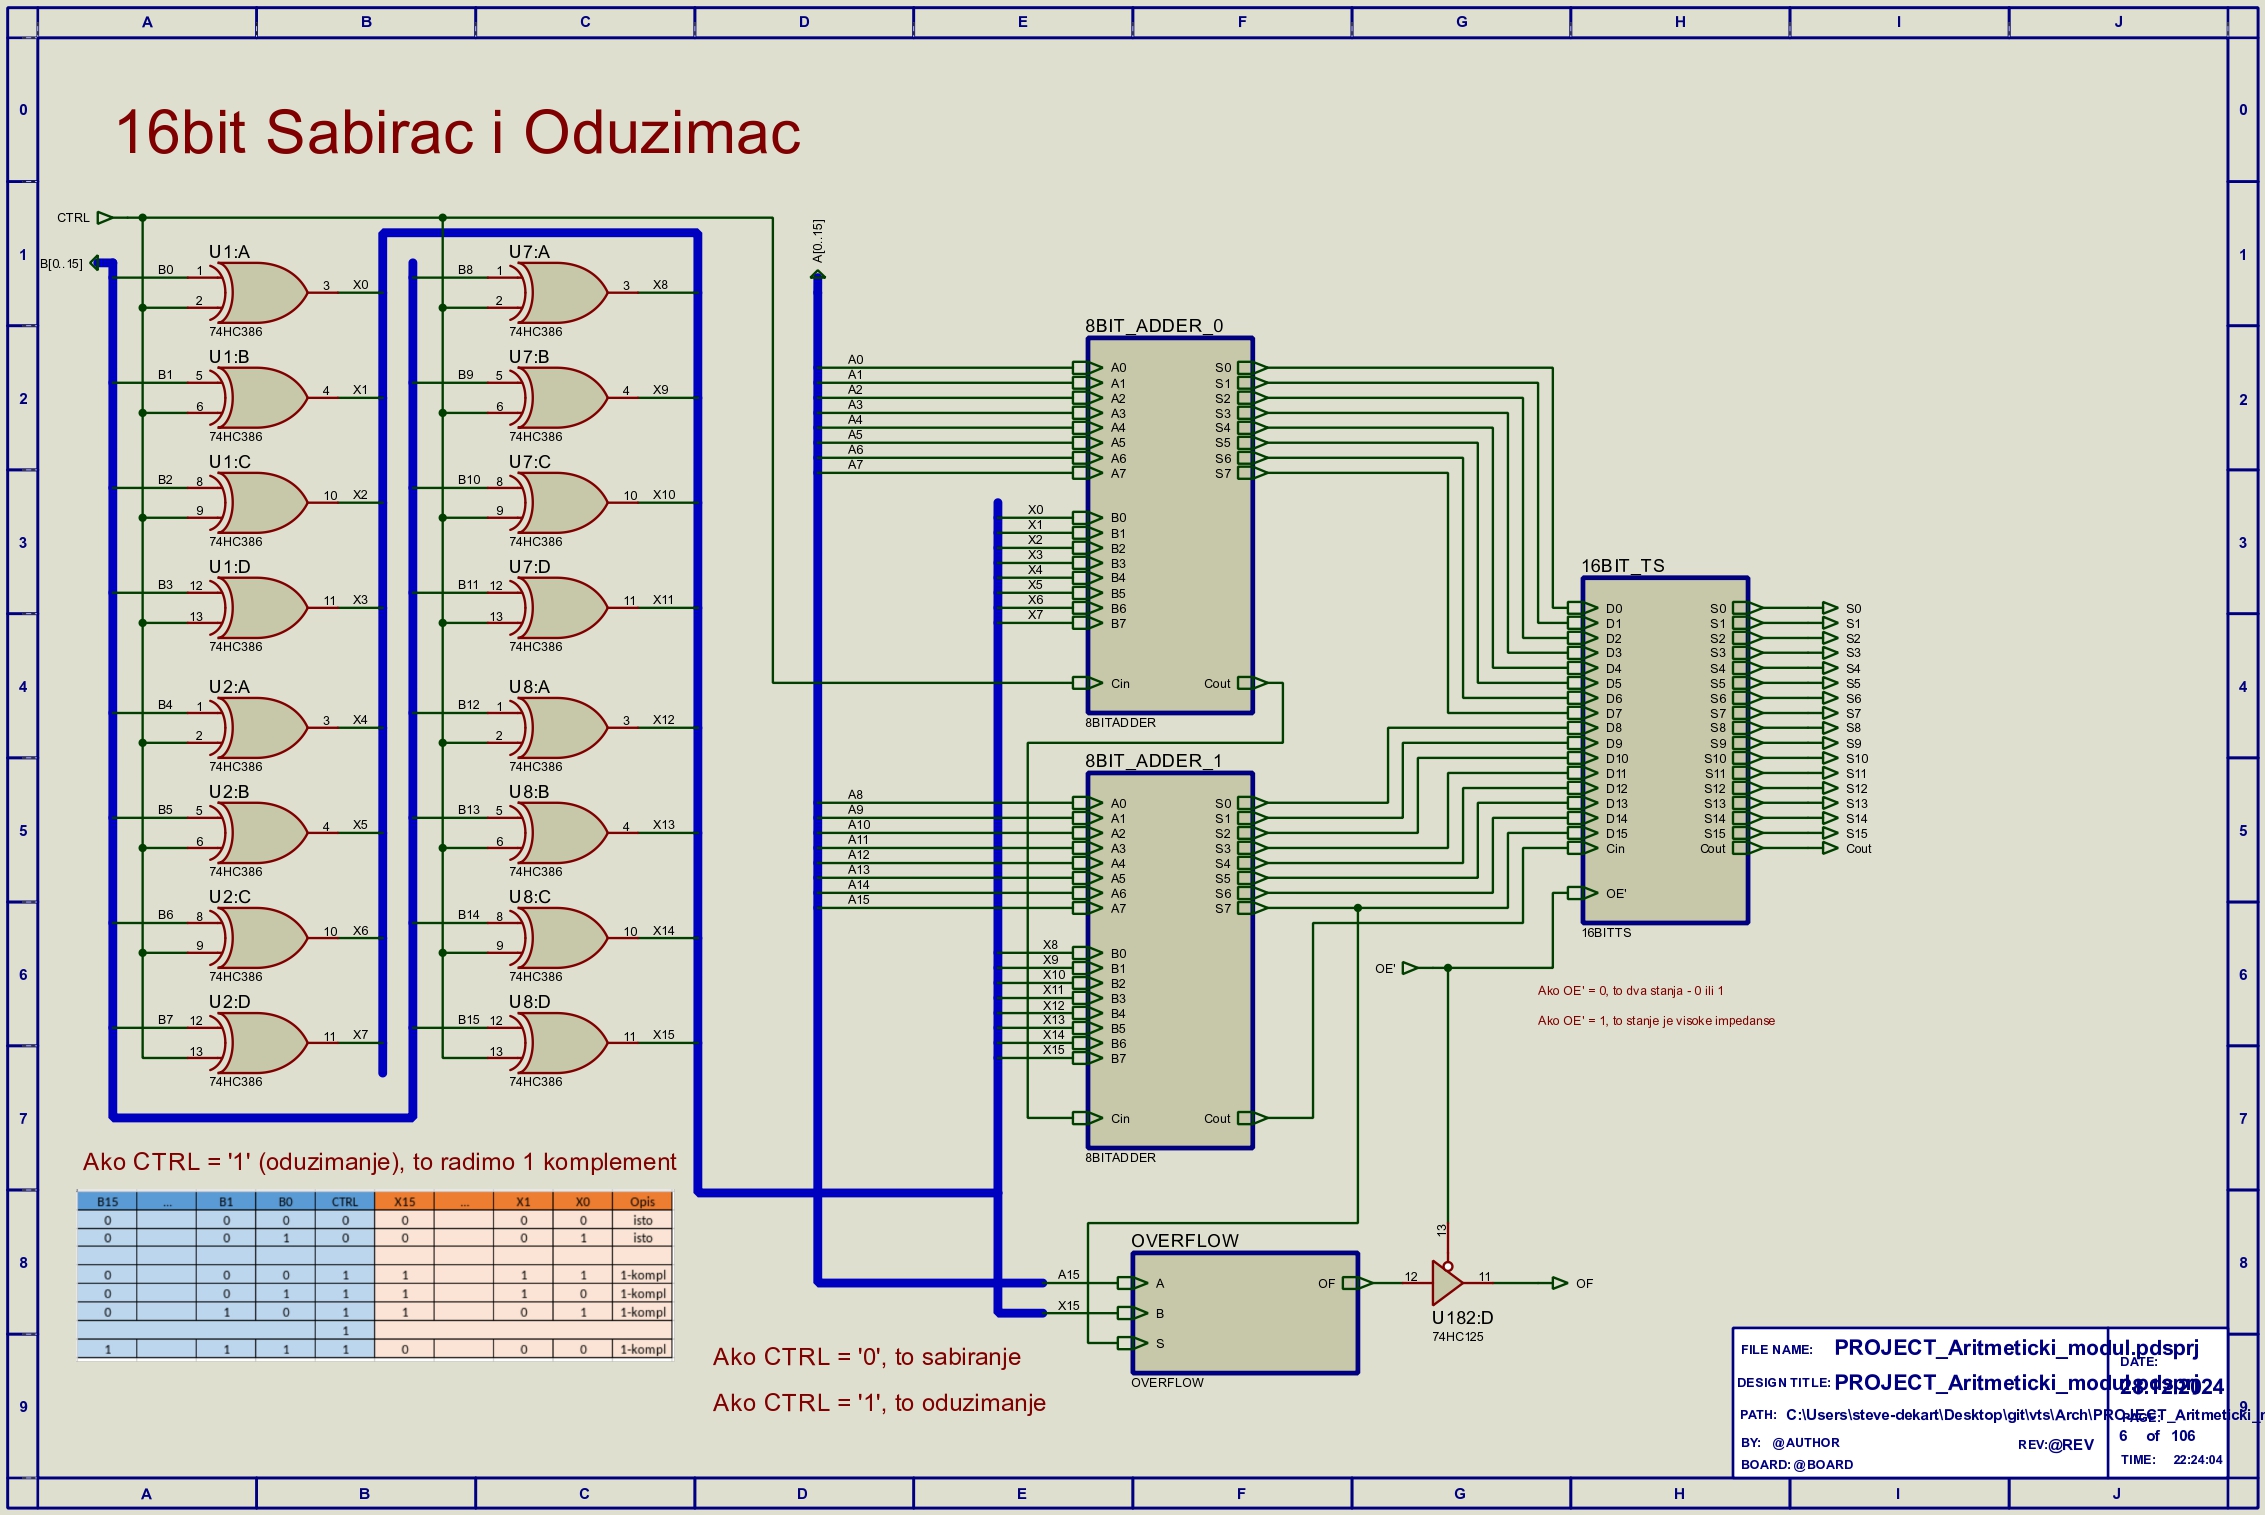 A B C D E F G H I J
0 0
16bit Sabirac i Oduzimac
CTRL
B[0..15]
A[0..15]
1 1
U1:A
B0 1 2 3 X0
74HC386
U7:A
B8 1 2 3 X8
74HC386
U1:B
B1 5 6 4 X1
74HC386
U7:B
B9 5 6 4 X9
74HC386
2 2
U1:C
B2 8 9 10 X2
74HC386
U7:C
B10 8 9 10 X10
74HC386
3 3
U1:D
B3 12 13 11 X3
74HC386
U7:D
B11 12 13 11 X11
74HC386
4 4
U2:A
B4 1 2 3 X4
74HC386
U8:A
B12 1 2 3 X12
74HC386
5 5
U2:B
B5 5 6 4 X5
74HC386
U8:B
B13 5 6 4 X13
74HC386
U2:C
B6 8 9 10 X6
74HC386
U8:C
B14 8 9 10 X14
74HC386
6 6
U2:D
B7 12 13 11 X7
74HC386
U8:D
B15 12 13 11 X15
74HC386
7 7
8BIT_ADDER_0
A0 A0 S0
A1 A1 S1
A2 A2 S2
A3 A3 S3
A4 A4 S4
A5 A5 S5
A6 A6 S6
A7 A7 S7
X0 B0
X1 B1
X2 B2
X3 B3
X4 B4
X5 B5
X6 B6
X7 B7
Cin Cout
8BITADDER
8BIT_ADDER_1
A8 A0 S0
A9 A1 S1
A10 A2 S2
A11 A3 S3
A12 A4 S4
A13 A5 S5
A14 A6 S6
A15 A7 S7
X8 B0
X9 B1
X10 B2
X11 B3
X12 B4
X13 B5
X14 B6
X15 B7
Cin Cout
8BITADDER
16BIT_TS
D0 S0 S0
D1 S1 S1
D2 S2 S2
D3 S3 S3
D4 S4 S4
D5 S5 S5
D6 S6 S6
D7 S7 S7
D8 S8 S8
D9 S9 S9
D10 S10 S10
D11 S11 S11
D12 S12 S12
D13 S13 S13
D14 S14 S14
D15 S15 S15
Cin Cout Cout
OE'
16BITTS
OE'
Ako OE' = 0, to dva stanja - 0 ili 1
Ako OE' = 1, to stanje je visoke impedanse
Ako CTRL = '1' (oduzimanje), to radimo 1 komplement
B15 ... B1 B0 CTRL X15 ... X1 X0 Opis
0 0 0 0 0 0 0 isto
0 0 1 0 0 0 1 isto
0 0 0 1 1 1 1 1-kompl
0 0 1 1 1 1 0 1-kompl
0 1 0 1 1 0 1 1-kompl
1
1 1 1 1 0 0 0 1-kompl
8 8
OVERFLOW
A15 A OF 12 13 11 OF
X15 B
S
OVERFLOW
U182:D
74HC125
Ako CTRL = '0', to sabiranje
Ako CTRL = '1', to oduzimanje
9 9
FILE NAME: PROJECT_Aritmeticki_modul.pdsprj
DATE:
DESIGN TITLE: PROJECT_Aritmeticki_modul.pdsprj
28.12.2024
PATH: C:\Users\steve-dekart\Desktop\git\vts\Arch\PROJECT_Aritmeticki_
PAGE:
BY: @AUTHOR REV:@REV
6 of 106
BOARD: @BOARD
TIME: 22:24:04
A B C D E F G H I J